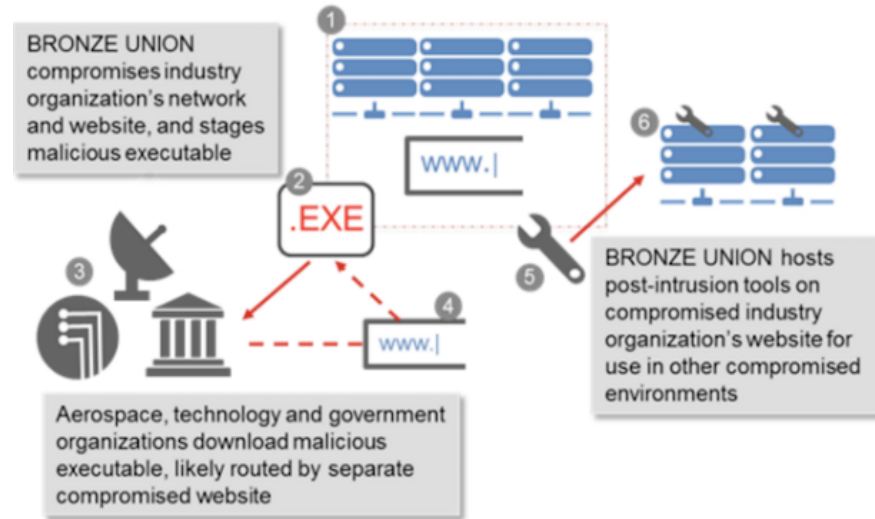 1
BRONZE UNION
compromises industry
organization's network
and website, and stages
malicious executable
www.|
2
.EXE
3
4
www.|
5
6
BRONZE UNION hosts
post-intrusion tools on
compromised industry
organization's website for
use in other compromised
environments
Aerospace, technology and government
organizations download malicious
executable, likely routed by separate
compromised website